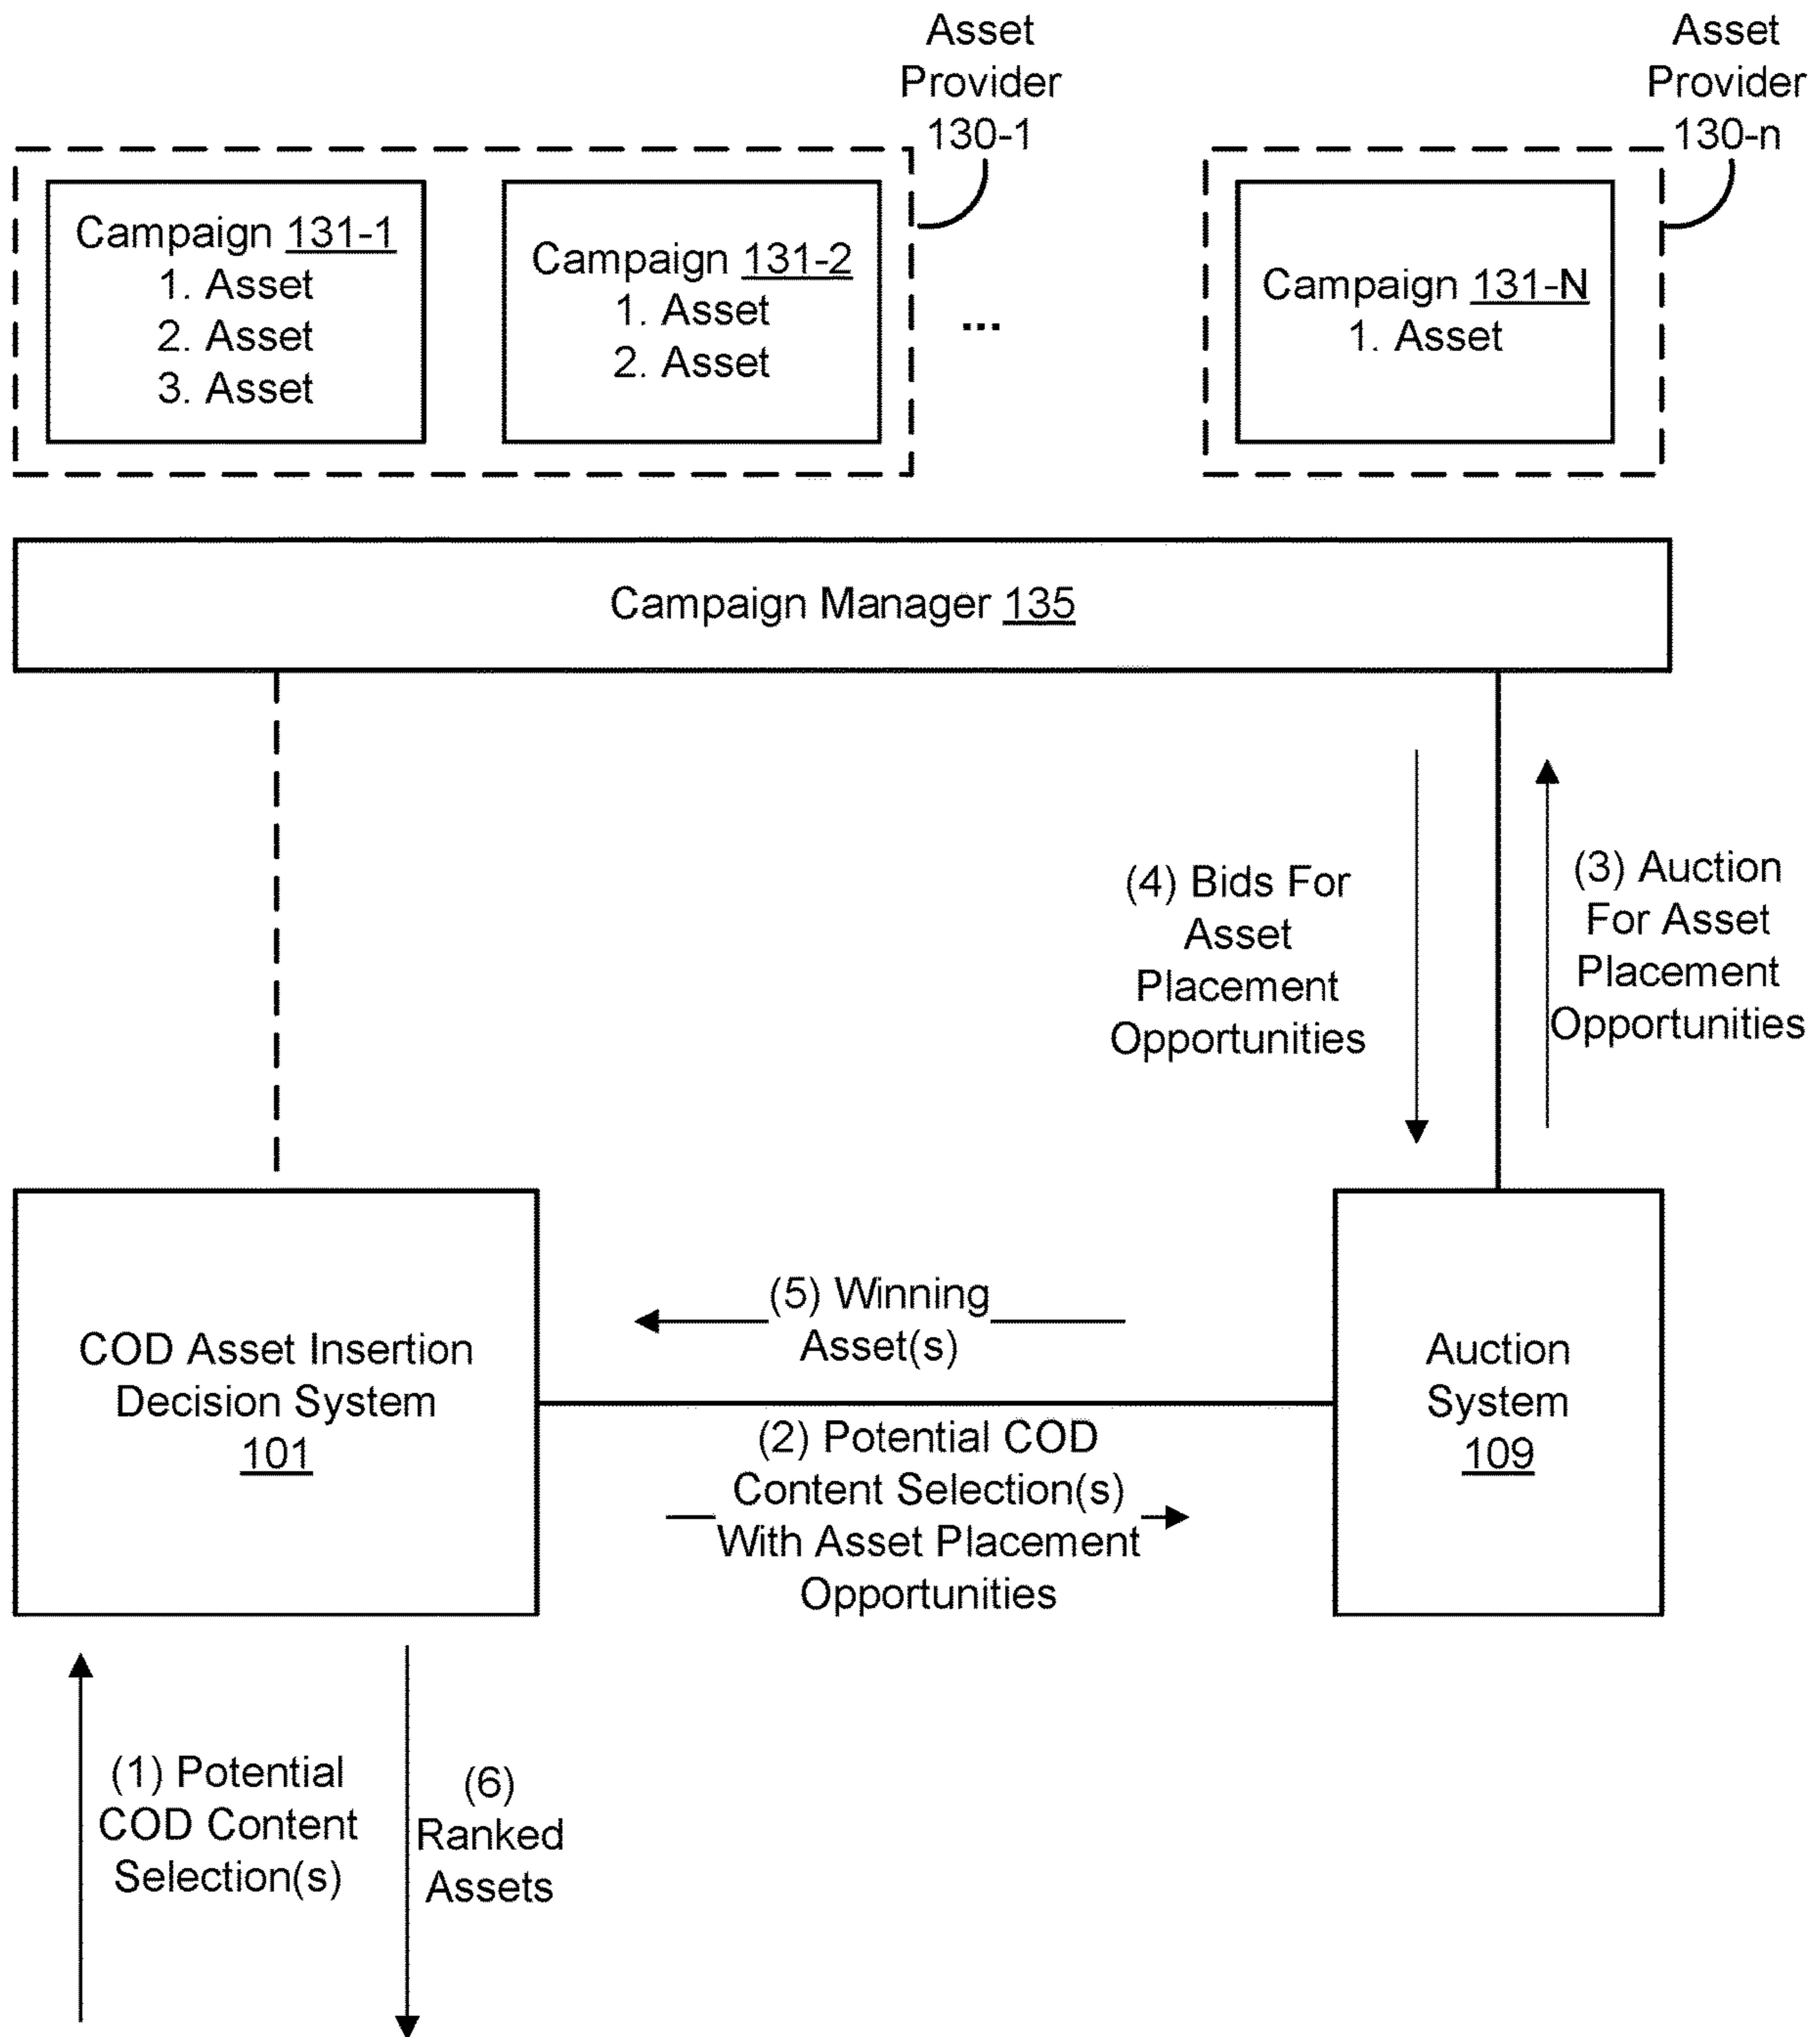 Asset
Provider
130-1
Asset
Provider
130-n
Campaign 131-1
1. Asset
2. Asset
3. Asset
Campaign 131-2
1. Asset
2. Asset
...
Campaign 131-N
1. Asset
Campaign Manager 135
(4) Bids For
Asset
Placement
Opportunities
(3) Auction
For Asset
Placement
Opportunities
COD Asset Insertion
Decision System
101
(5) Winning
Asset(s)
(2) Potential COD
Content Selection(s)
With Asset Placement
Opportunities
Auction
System
109
(1) Potential
COD Content
Selection(s)
(6)
Ranked
Assets